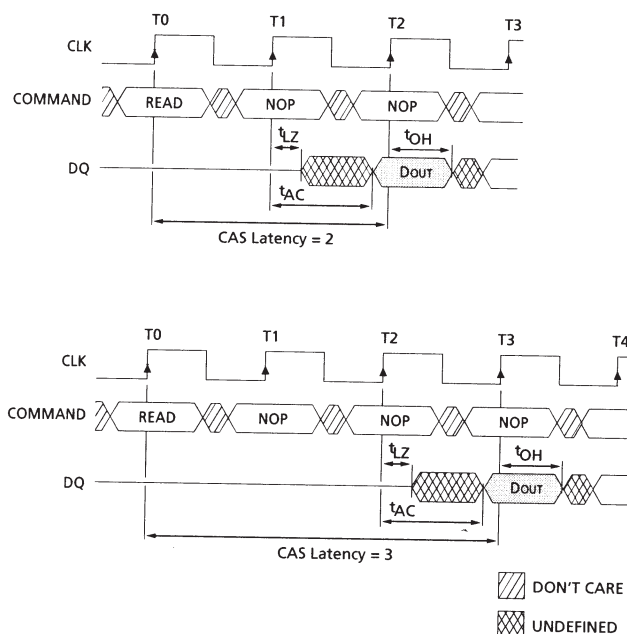 T0 T1 T2 T3
CLK
COMMAND READ NOP NOP
tLZ tOH
DQ DOUT
tAC
CAS Latency = 2
T0 T1 T2 T3 T4
CLK
COMMAND READ NOP NOP NOP
tLZ tOH
DQ DOUT
tAC
CAS Latency = 3
DON'T CARE
UNDEFINED